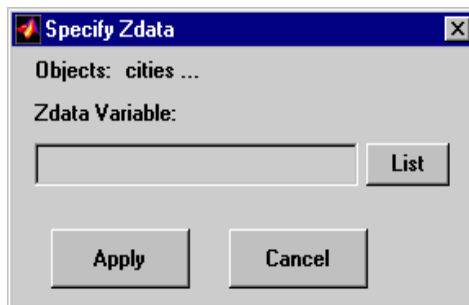 Specify Zdata
Objects: cities ...
Zdata Variable:
List
Apply Cancel